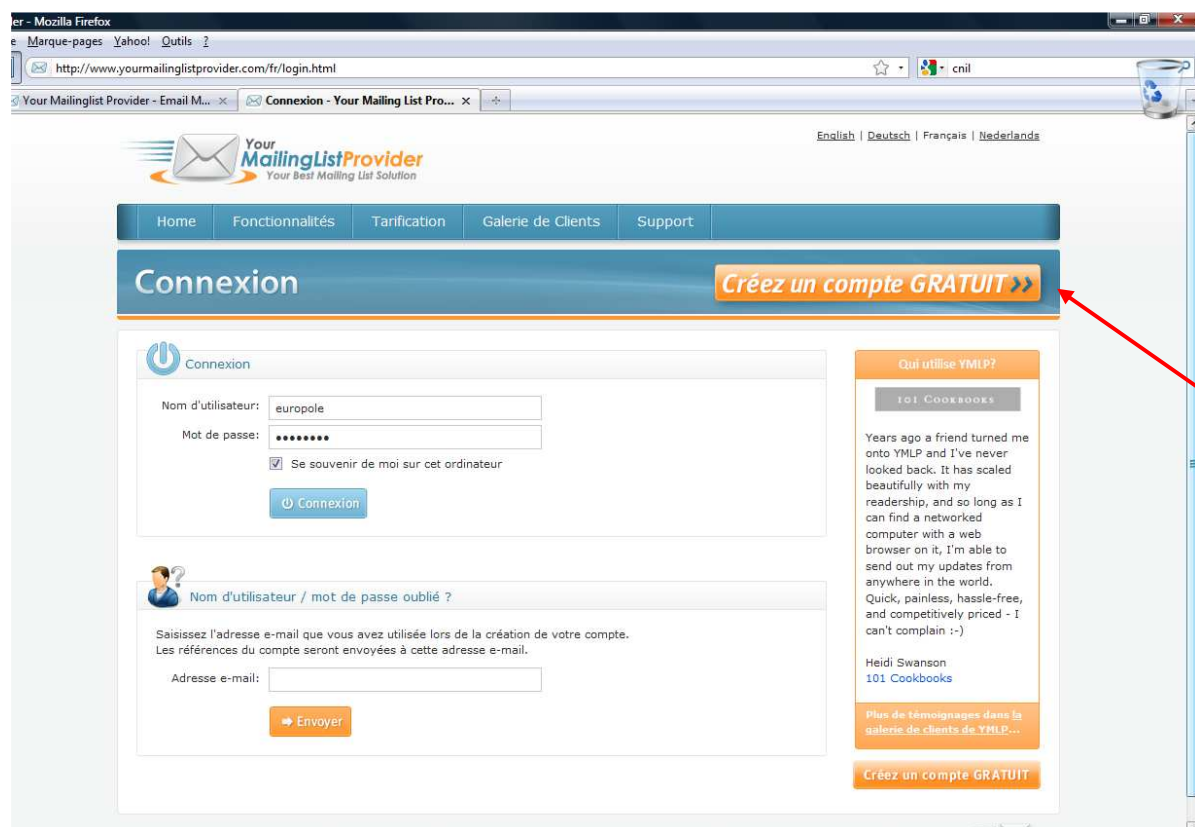 er - Mozilla Firefox
e Marque-pages Yahoo! Outils ?
http://www.yourmailinglistprovider.com/fr/login.html
cnil
Your Mailinglist Provider - Email M...
Connexion - Your Mailing List Pro...
English | Deutsch | Français | Nederlands
Your
MailingListProvider
Your Best Mailing List Solution
Home Fonctionnalités Tarification Galerie de Clients Support
Connexion
Créez un compte GRATUIT
Connexion
Nom d'utilisateur: europole
Mot de passe: ••••••••
Se souvenir de moi sur cet ordinateur
Connexion
Nom d'utilisateur / mot de passe oublié ?
Saisissez l'adresse e-mail que vous avez utilisée lors de la création de votre compte.
Les références du compte seront envoyées à cette adresse e-mail.
Adresse e-mail:
Envoyer
Qui utilise YMLP?
101 COOKBOOKS
Years ago a friend turned me
onto YMLP and I've never
looked back. It has scaled
beautifully with my
readership, and so long as I
can find a networked
computer with a web
browser on it, I'm able to
send out my updates from
anywhere in the world.
Quick, painless, hassle-free,
and competitively priced - I
can't complain :-)
Heidi Swanson
101 Cookbooks
Plus de témoignages dans la
galerie de clients de YMLP...
Créez un compte GRATUIT